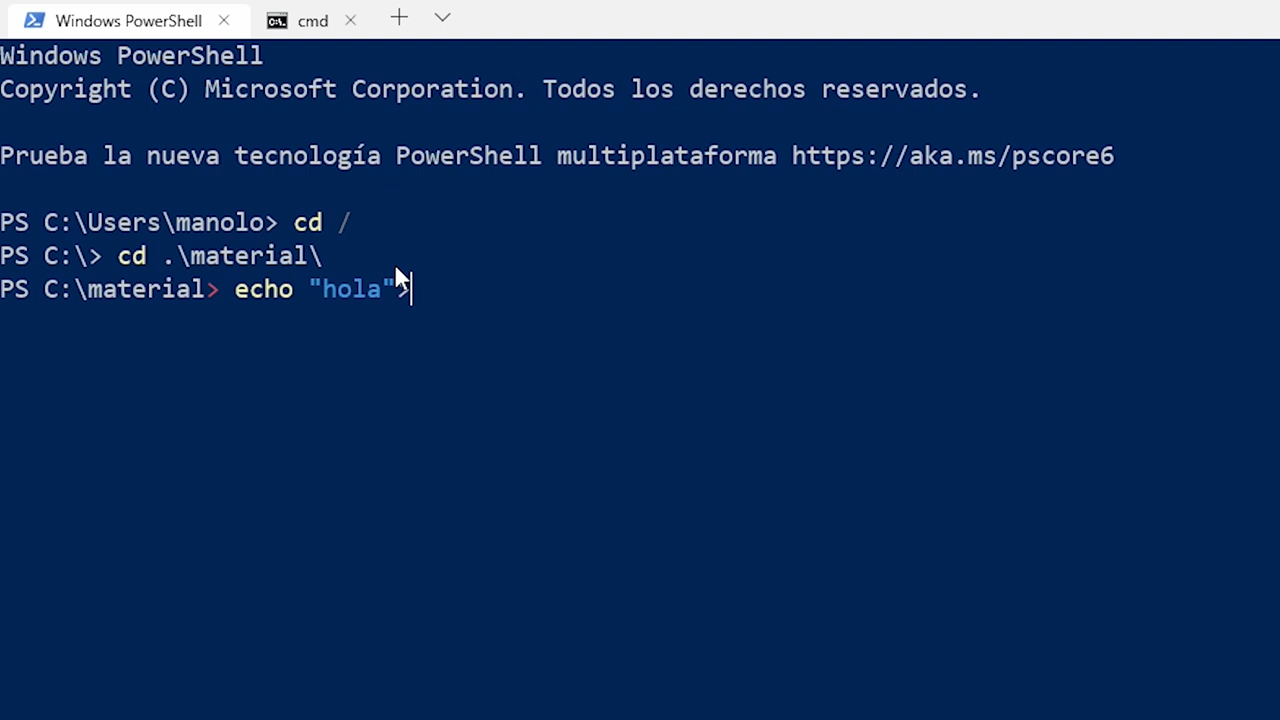 Windows PowerShell
cmd
Windows PowerShell
Copyright (C) Microsoft Corporation. Todos los derechos reservados.
Prueba la nueva tecnología PowerShell multiplataforma https://aka.ms/pscore6
PS C:\Users\manolo> cd /
PS C:\> cd .\material\
PS C:\material> echo "hola">